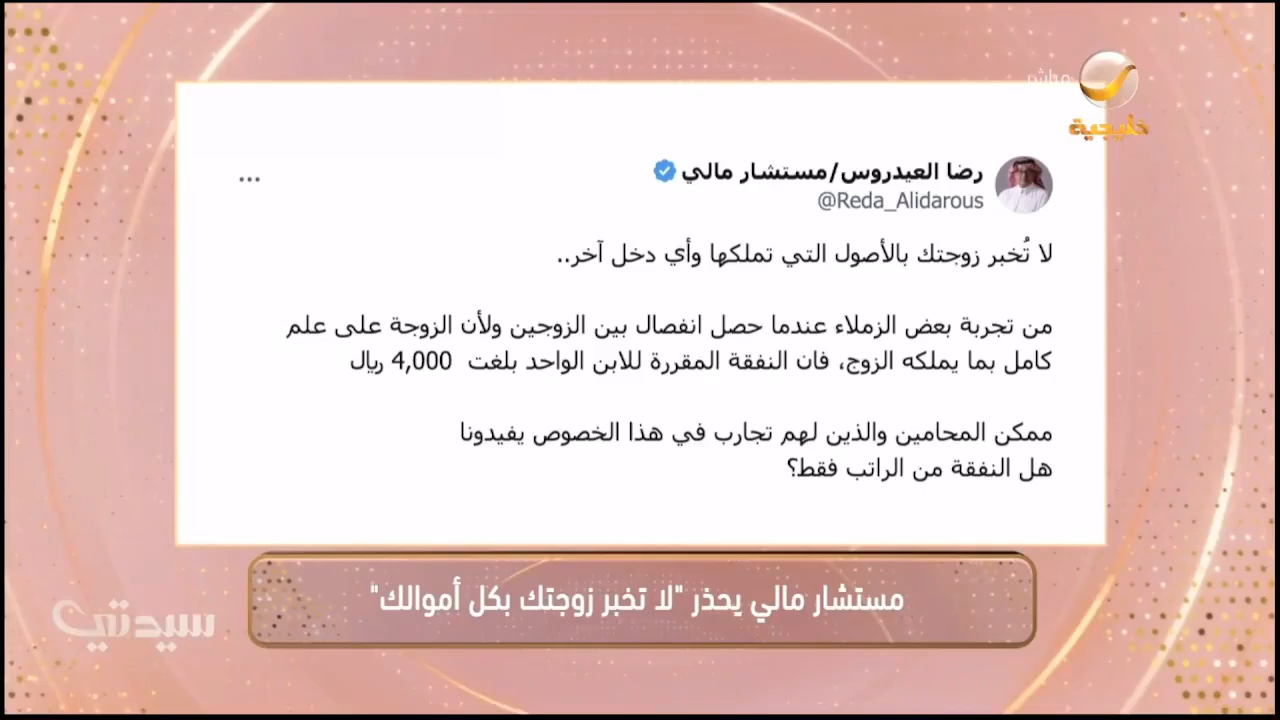 مباشر
خليجية
رضا العيدروس/مستشار مالي
@Reda_Alidarous
لا تُخبر زوجتك بالأصول التي تملكها وأي دخل آخر..
من تجربة بعض الزملاء عندما حصل انفصال بين الزوجين ولأن الزوجة على علم
كامل بما يملكه الزوج، فان النفقة المقررة للابن الواحد بلغت 4,000 ريال
ممكن المحامين والذين لهم تجارب في هذا الخصوص يفيدونا
هل النفقة من الراتب فقط؟
مستشار مالي يحذر "لا تخبر زوجتك بكل أموالك"
سيدتي